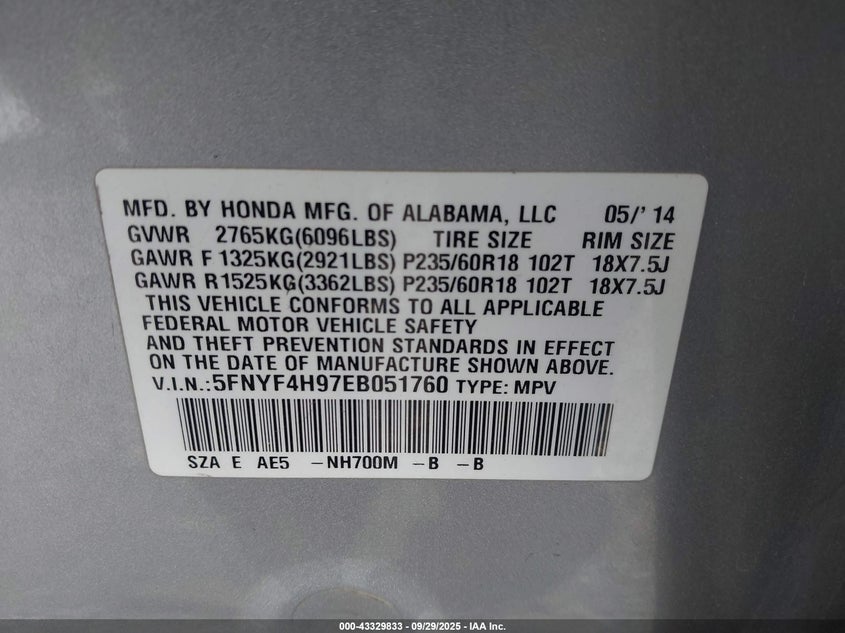 MFD. BY HONDA MFG. OF ALABAMA, LLC 05/' 14
GVWR 2765KG(6096LBS) TIRE SIZE RIM SIZE
GAWR F 1325KG(2921LBS) P235/60R18 102T 18X7.5J
GAWR R1525KG(3362LBS) P235/60R18 102T 18X7.5J
THIS VEHICLE CONFORMS TO ALL APPLICABLE
FEDERAL MOTOR VEHICLE SAFETY
AND THEFT PREVENTION STANDARDS IN EFFECT
ON THE DATE OF MANUFACTURE SHOWN ABOVE.
V.I.N.:5FNYF4H97EB051760 TYPE: MPV
SZA E AE5 -NH700M -B -B
000-43329833 - 09/29/2025 - IAA Inc.